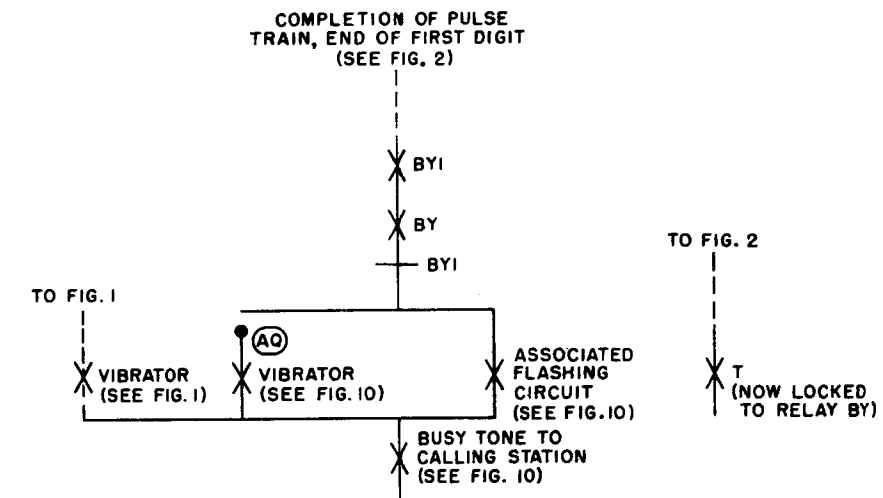 COMPLETION OF PULSE
TRAIN, END OF FIRST DIGIT
(SEE FIG. 2)
BY1
BY
BY1
TO FIG. 2
TO FIG. 1
AQ
VIBRATOR
(SEE FIG. 1)
VIBRATOR
(SEE FIG. 10)
ASSOCIATED
FLASHING
CIRCUIT
(SEE FIG.10)
T
(NOW LOCKED
TO RELAY BY)
BUSY TONE TO
CALLING STATION
(SEE FIG. 10)